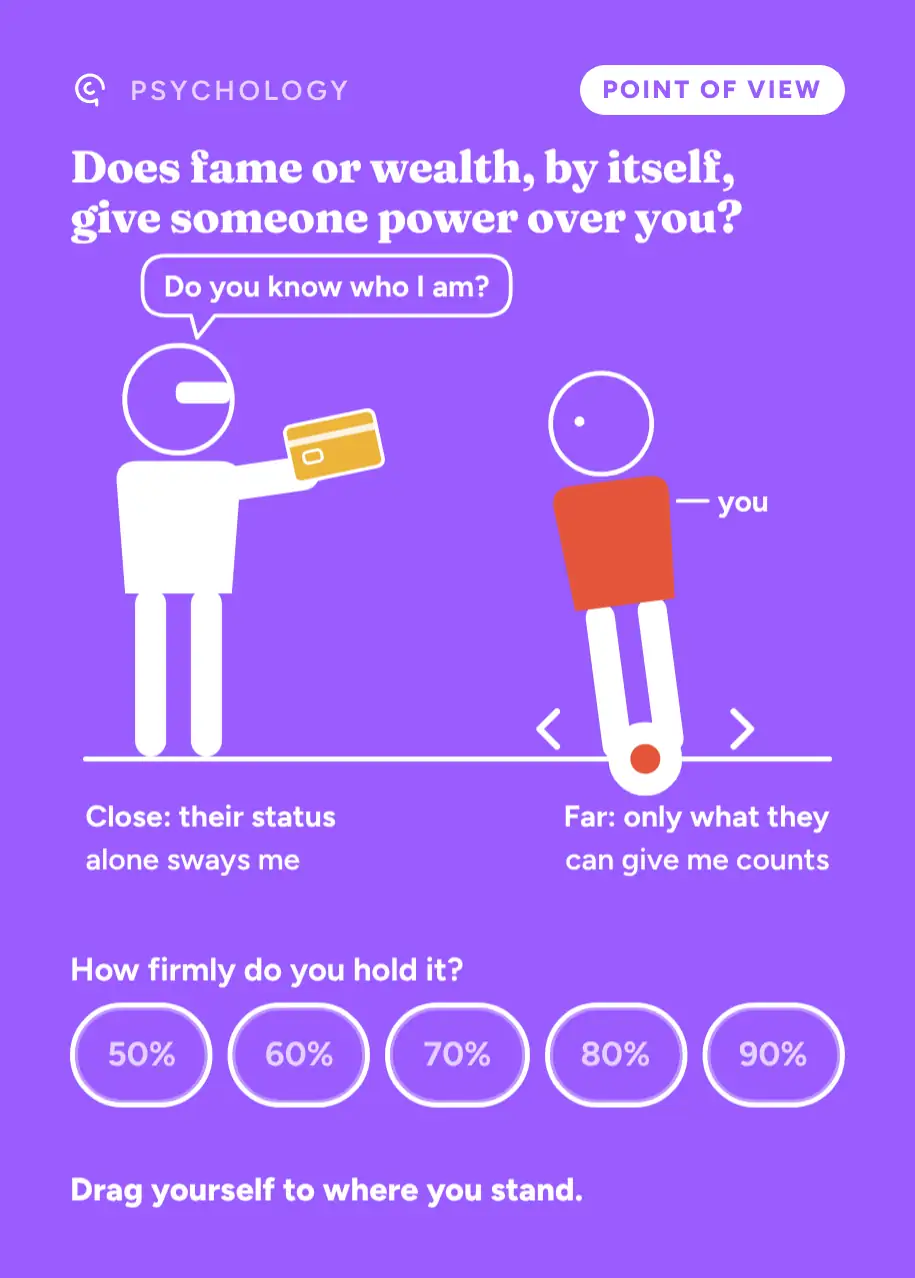 PSYCHOLOGY
POINT OF VIEW
Does fame or wealth, by itself,
give someone power over you?
Do you know who I am?
you
Close: their status
alone sways me
Far: only what they
can give me counts
How firmly do you hold it?
50% 60% 70% 80% 90%
Drag yourself to where you stand.